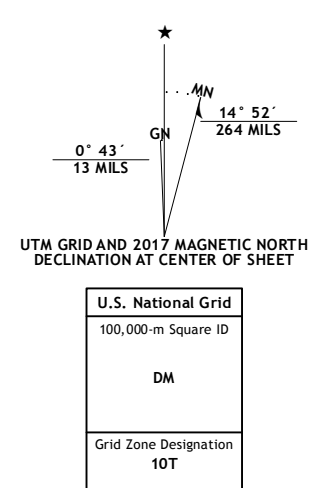 ★
MN
14° 52´
264 MILS
GN
0° 43´
13 MILS
UTM GRID AND 2017 MAGNETIC NORTH
DECLINATION AT CENTER OF SHEET
U.S. National Grid
100,000-m Square ID
DM
Grid Zone Designation
10T